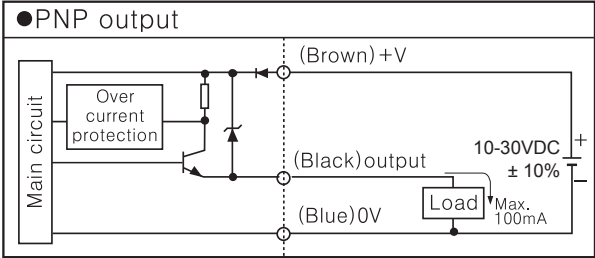 ●PNP output
(Brown)+V
Over
current
protection
Main circuit
10-30VDC
± 10%
+
−
(Black)output
Load
Max.
100mA
(Blue)0V